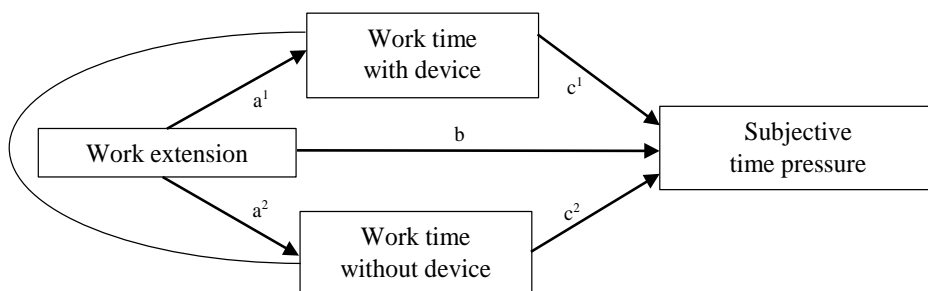 Work time
with device
a¹
c¹
Work extension
b
Subjective
time pressure
a²
c²
Work time
without device